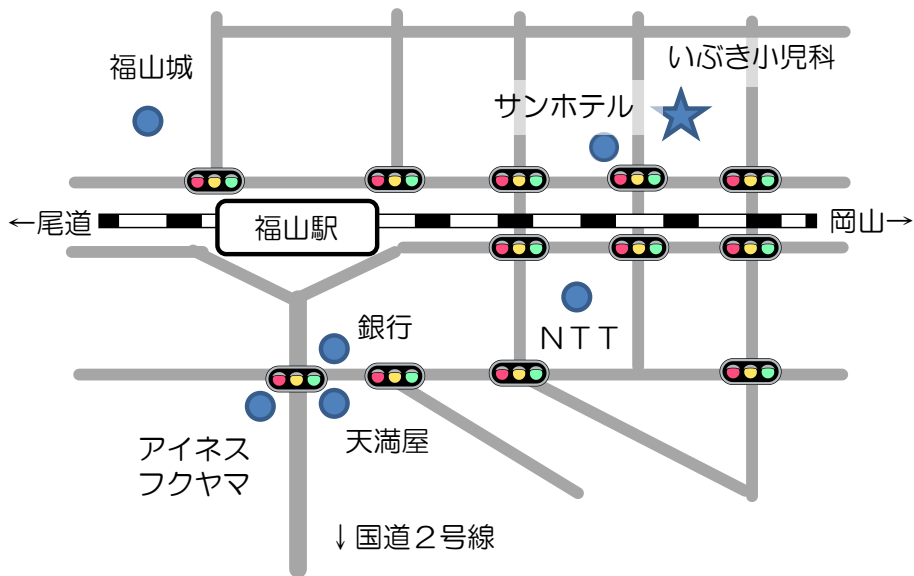 いぶき小児科
福山城
サンホテル
←尾道
福山駅
岡山→
銀行
ＮＴＴ
アイネス
フクヤマ
天満屋
↓国道２号線